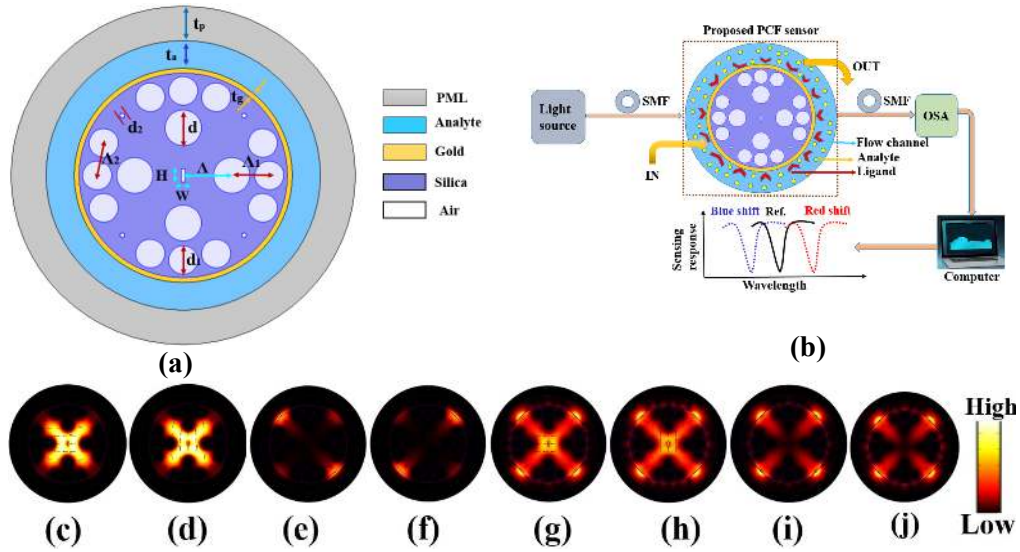 tₚ
tₐ
t_g
d₂
d
Λ₂
H
Λ
Λ₁
W
d₁
PML
Analyte
Gold
Silica
Air
(a)
Proposed PCF sensor
OUT
Light
source
SMF
SMF
OSA
Flow channel
Analyte
Ligand
IN
Blue shift
Ref.
Red shift
Sensing
response
Wavelength
Computer
(b)
High
Low
(c)
(d)
(e)
(f)
(g)
(h)
(i)
(j)